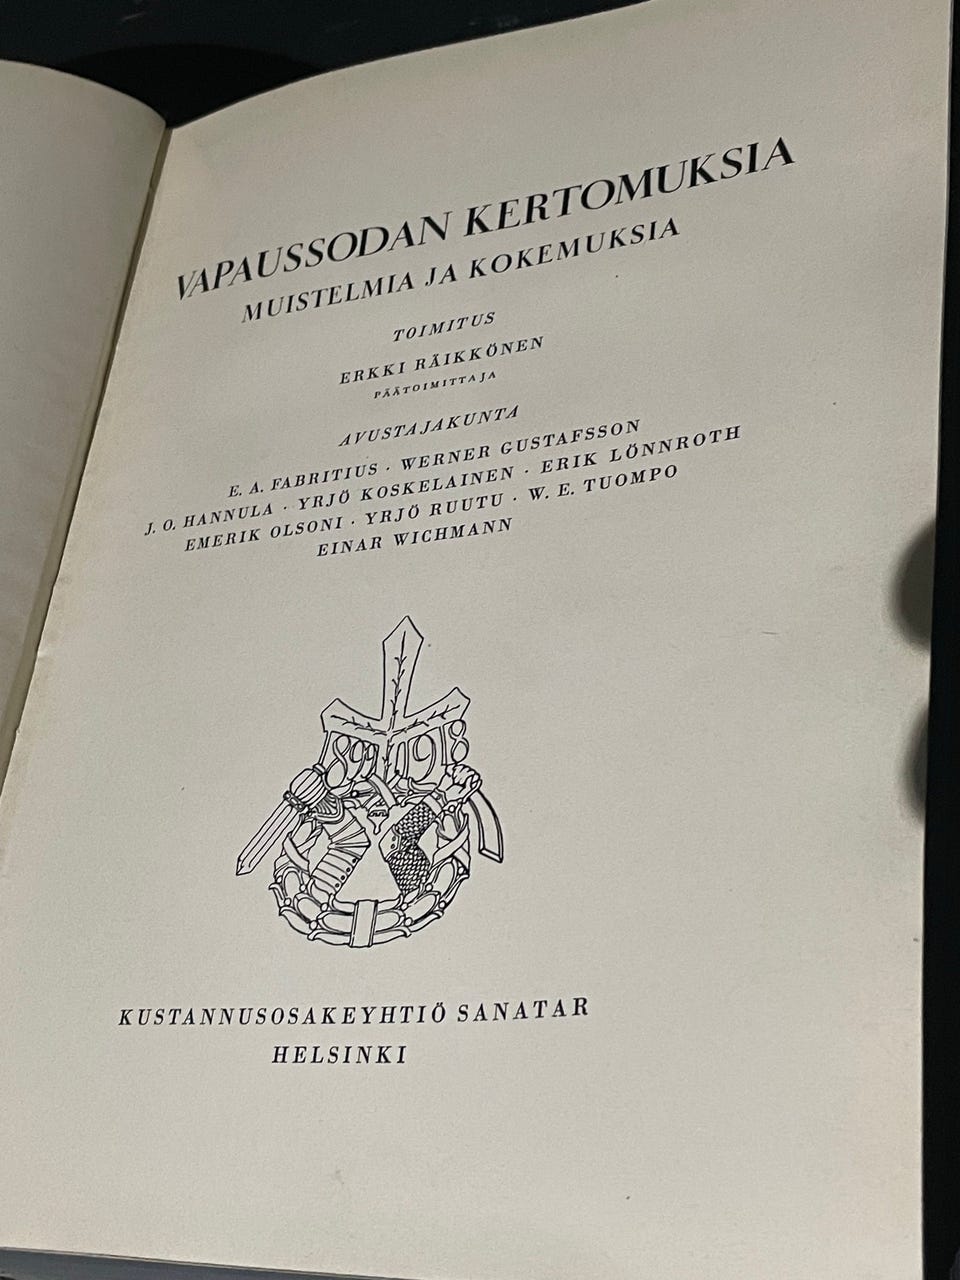 VAPAUSSODAN KERTOMUKSIA
MUISTELMIA JA KOKEMUKSIA
TOIMITUS
ERKKI RÄIKKÖNEN
PÄÄTOIMITTAJA
AVUSTAJAKUNTA
E. A. FABRITIUS · WERNER GUSTAFSSON
J. O. HANNULA · YRJÖ KOSKELAINEN · ERIK LÖNNROTH
EMERIK OLSONI · YRJÖ RUUTU · W. E. TUOMPO
EINAR WICHMANN
1899 1918
KUSTANNUSOSAKEYHTIÖ SANATAR
HELSINKI